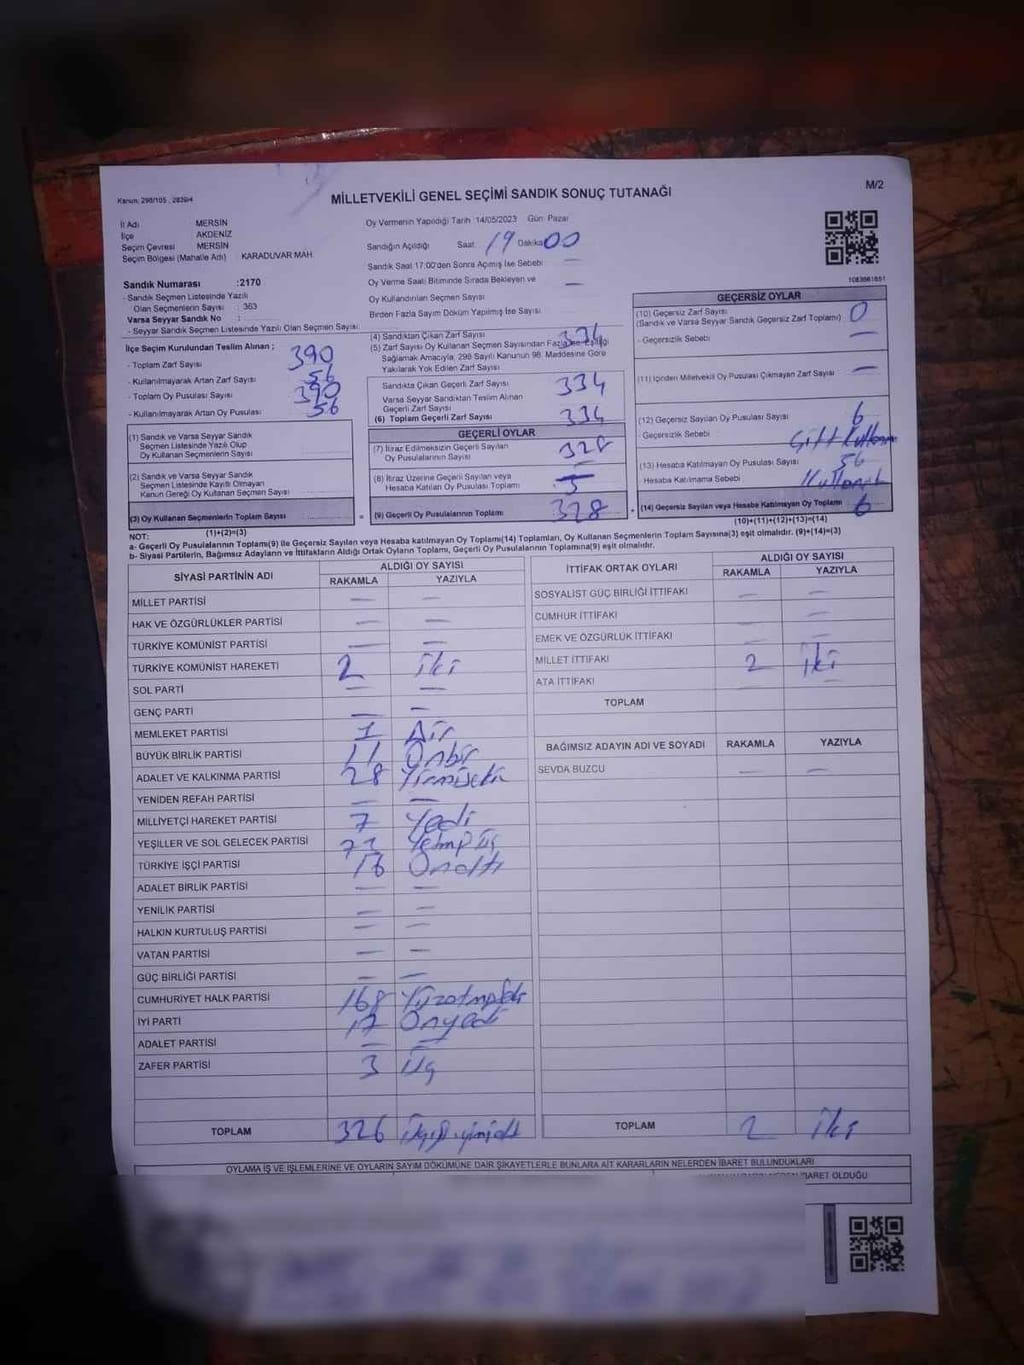 Kanun: 298/105 , 2839/4
MİLLETVEKİLİ GENEL SEÇİMİ SANDIK SONUÇ TUTANAĞI
M/2
İl Adı MERSİN
İlçe AKDENİZ
Seçim Çevresi MERSİN
Seçim Bölgesi (Mahalle Adı) KARADUVAR MAH.
Sandık Numarası :2170
- Sandık Seçmen Listesinde Yazılı
Olan Seçmenlerin Sayısı : 363
Varsa Seyyar Sandık No :
- Seyyar Sandık Seçmen Listesinde Yazılı Olan Seçmen Sayısı:
Oy Vermenin Yapıldığı Tarih 14/05/2023 Gün: Pazar
Sandığın Açıldığı Saat: 19 Dakika 00
Sandık Saat 17:00'den Sonra Açımış İse Sebebi —
Oy Verme Saati Bitiminde Sırada Bekleyen ve —
Oy Kullandırılan Seçmen Sayısı
Birden Fazla Sayım Döküm Yapılmış İse Sayısı:
İlçe Seçim Kurulundan Teslim Alınan ;
- Toplam Zarf Sayısı 390
- Kullanılmayarak Artan Zarf Sayısı 56
- Toplam Oy Pusulası Sayısı 390
- Kullanılmayarak Artan Oy Pusulası 56
(1) Sandık ve Varsa Seyyar Sandık
Seçmen Listesinde Yazılı Olup
Oy Kullanan Seçmenlerin Sayısı
(2) Sandık ve Varsa Seyyar Sandık
Seçmen Listesinde Kayıtlı Olmayan
Kanun Gereği Oy Kullanan Seçmen Sayısı
(3) Oy Kullanan Seçmenlerin Toplam Sayısı
(1)+(2)=(3)
(4) Sandıktan Çıkan Zarf Sayısı 334
(5) Zarf Sayısı Oy Kullanan Seçmen Sayısından Fazla İse Eşitliği
Sağlamak Amacıyla, 298 Sayılı Kanunun 98. Maddesine Göre
Yakılarak Yok Edilen Zarf Sayısı
Sandıkta Çıkan Geçerli Zarf Sayısı 334
Varsa Seyyar Sandıktan Teslim Alınan
Geçerli Zarf Sayısı
(6) Toplam Geçerli Zarf Sayısı 334
GEÇERLİ OYLAR
(7) İtiraz Edilmeksizin Geçerli Sayılan
Oy Pusulalarının Sayısı 328
(8) İtiraz Üzerine Geçerli Sayılan veya
Hesaba Katılan Oy Pusulası Toplamı
(9) Geçerli Oy Pusulalarının Toplamı 328
1083661651
GEÇERSİZ OYLAR
(10) Geçersiz Zarf Sayısı 0
(Sandık ve Varsa Seyyar Sandık Geçersiz Zarf Toplamı)
- Geçersizlik Sebebi —
(11) İçinden Milletvekili Oy Pusulası Çıkmayan Zarf Sayısı —
(12) Geçersiz Sayılan Oy Pusulası Sayısı 6
- Geçersizlik Sebebi
(13) Hesaba Katılmayan Oy Pusulası Sayısı 56
Hesaba Katılmama Sebebi
(14) Geçersiz Sayılan veya Hesaba Katılmayan Oy Toplamı 6
(10)+(11)+(12)+(13)=(14)
NOT:
a- Geçerli Oy Pusulalarının Toplamı(9) ile Geçersiz Sayılan veya Hesaba katılmayan Oy Toplamı(14) Toplamları, Oy Kullanan Seçmenlerin Toplam Sayısına(3) eşit olmalıdır. (9)+(14)=(3)
b- Siyasi Partilerin, Bağımsız Adayların ve İttifakların Aldığı Ortak Oyların Toplamı, Geçerli Oy Pusulalarının Toplamına(9) eşit olmalıdır.
SİYASİ PARTİNİN ADI ALDIĞI OY SAYISI
RAKAMLA YAZIYLA
MİLLET PARTİSİ — —
HAK VE ÖZGÜRLÜKLER PARTİSİ — —
TÜRKİYE KOMÜNİST PARTİSİ — —
TÜRKİYE KOMÜNİST HAREKETİ 2 iki
SOL PARTİ — —
GENÇ PARTİ — —
MEMLEKET PARTİSİ 1 Bir
BÜYÜK BİRLİK PARTİSİ 11 Onbir
ADALET VE KALKINMA PARTİSİ 28 Yirmisekiz
YENİDEN REFAH PARTİSİ — —
MİLLİYETÇİ HAREKET PARTİSİ 7 Yedi
YEŞİLLER VE SOL GELECEK PARTİSİ 73 Yetmiş üç
TÜRKİYE İŞÇİ PARTİSİ 16 Onaltı
ADALET BİRLİK PARTİSİ — —
YENİLİK PARTİSİ — —
HALKIN KURTULUŞ PARTİSİ — —
VATAN PARTİSİ — —
GÜÇ BİRLİĞİ PARTİSİ — —
CUMHURİYET HALK PARTİSİ 168
İYİ PARTİ 17 Onyedi
ADALET PARTİSİ — —
ZAFER PARTİSİ 3 Üç
TOPLAM 326
İTTİFAK ORTAK OYLARI ALDIĞI OY SAYISI
RAKAMLA YAZIYLA
SOSYALİST GÜÇ BİRLİĞİ İTTİFAKI — —
CUMHUR İTTİFAKI — —
EMEK VE ÖZGÜRLÜK İTTİFAKI — —
MİLLET İTTİFAKI 2 iki
ATA İTTİFAKI — —
TOPLAM
BAĞIMSIZ ADAYIN ADI VE SOYADI RAKAMLA YAZIYLA
SEVDA BUZCU — —
TOPLAM 2 iki
OYLAMA İŞ VE İŞLEMLERİNE VE OYLARIN SAYIM DÖKÜMÜNE DAİR ŞİKAYETLERLE BUNLARA AİT KARARLARIN NELERDEN İBARET BULUNDUKLARI
İBARET OLDUĞU